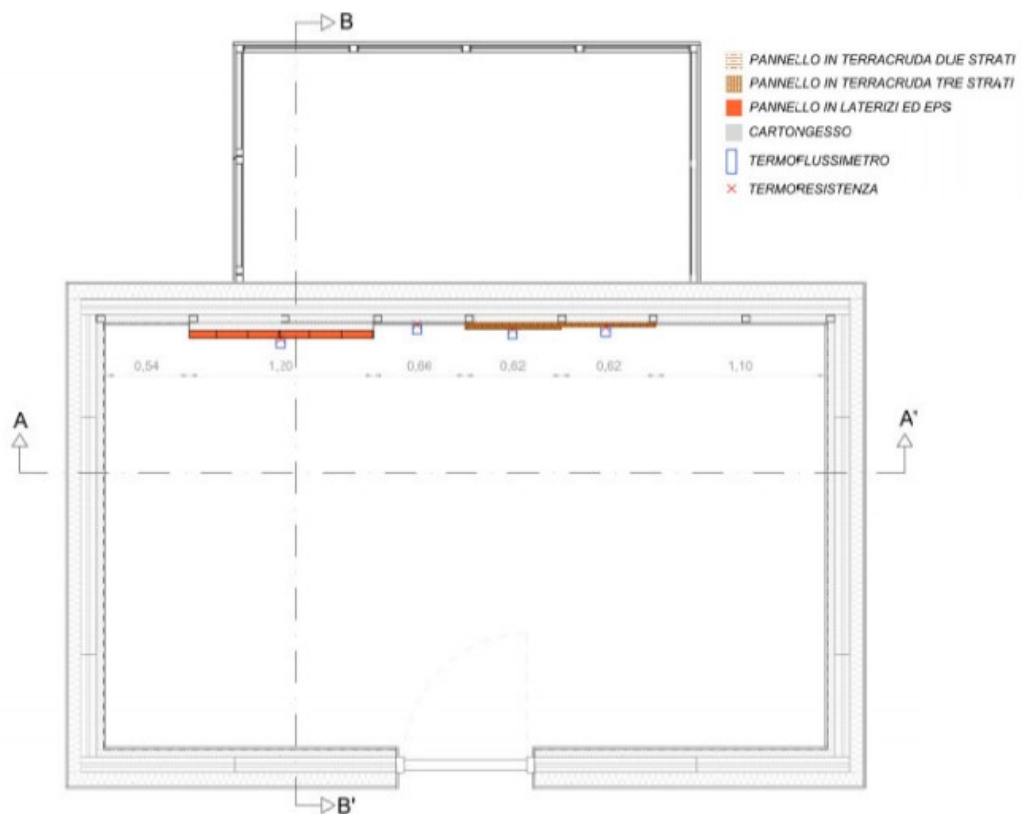 B
PANNELLO IN TERRACRUDA DUE STRATI
PANNELLO IN TERRACRUDA TRE STRATI
PANNELLO IN LATERIZI ED EPS
CARTONGESSO
TERMOFLUSSIMETRO
TERMORESISTENZA
0,54 1,20 0,66 0,62 0,62 1,10
A A'
B'